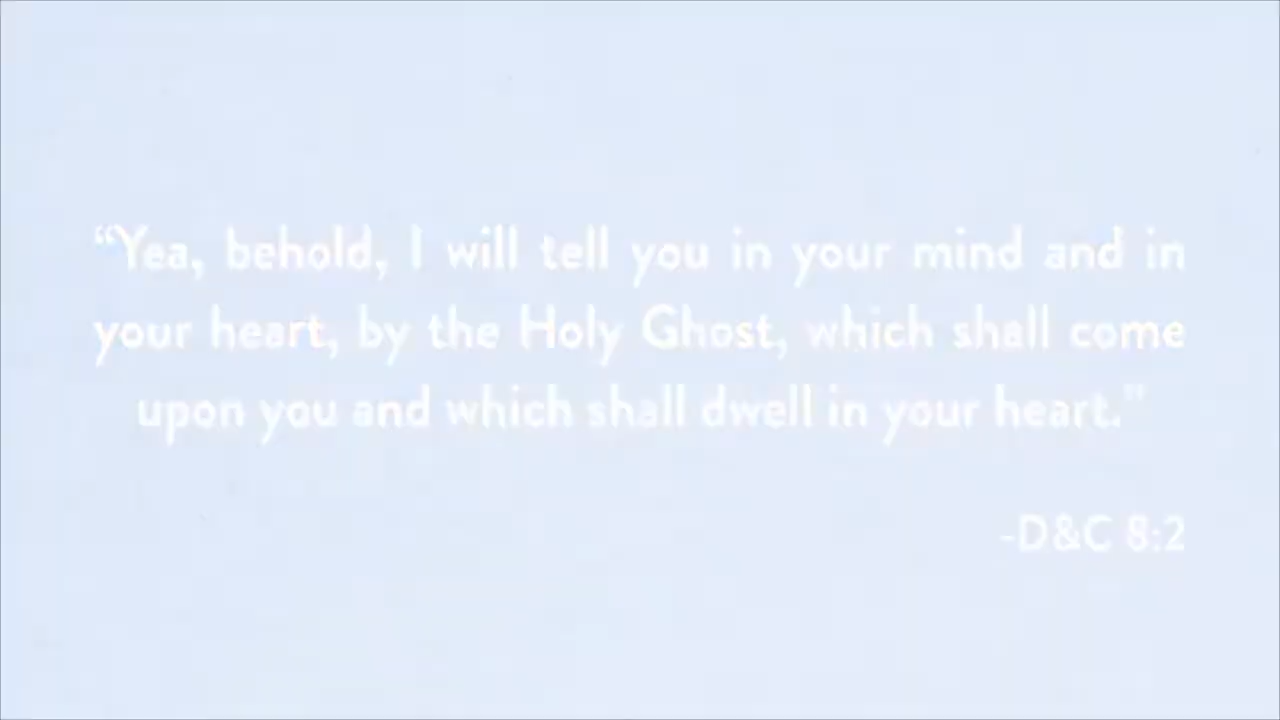 “Yea, behold, I will tell you in your mind and in
your heart, by the Holy Ghost, which shall come
upon you and which shall dwell in your heart.”
-D&C 8:2